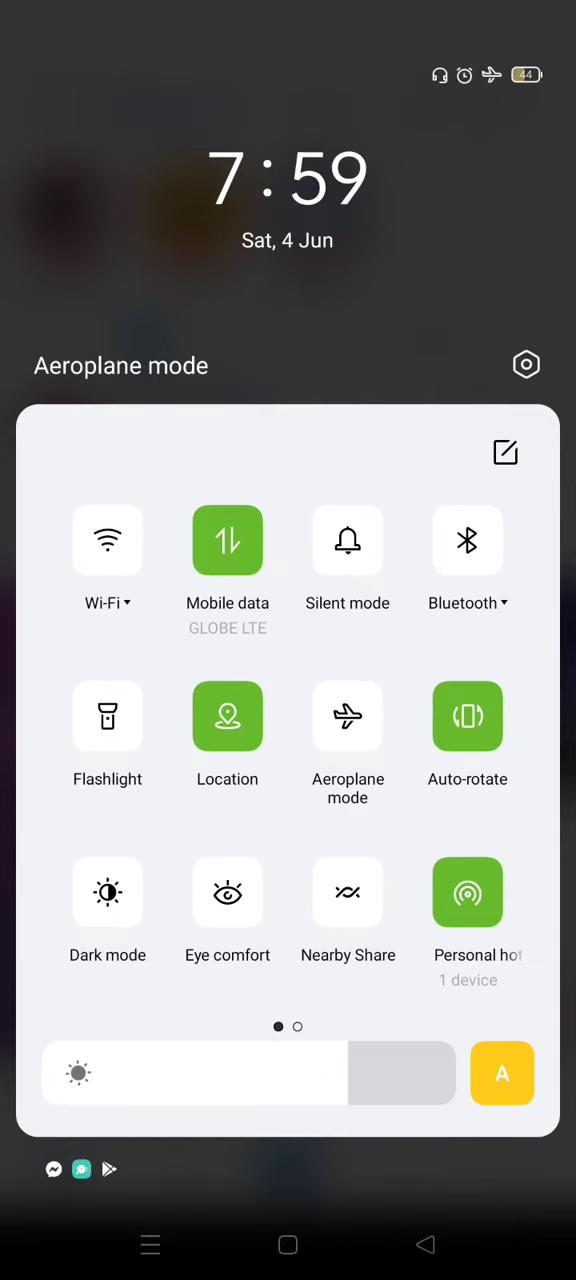 44
7:59
Sat, 4 Jun
Aeroplane mode
Wi-Fi
Mobile data
GLOBE LTE
Silent mode
Bluetooth
Flashlight
Location
Aeroplane
mode
Auto-rotate
Dark mode
Eye comfort
Nearby Share
Personal hot
1 device
A